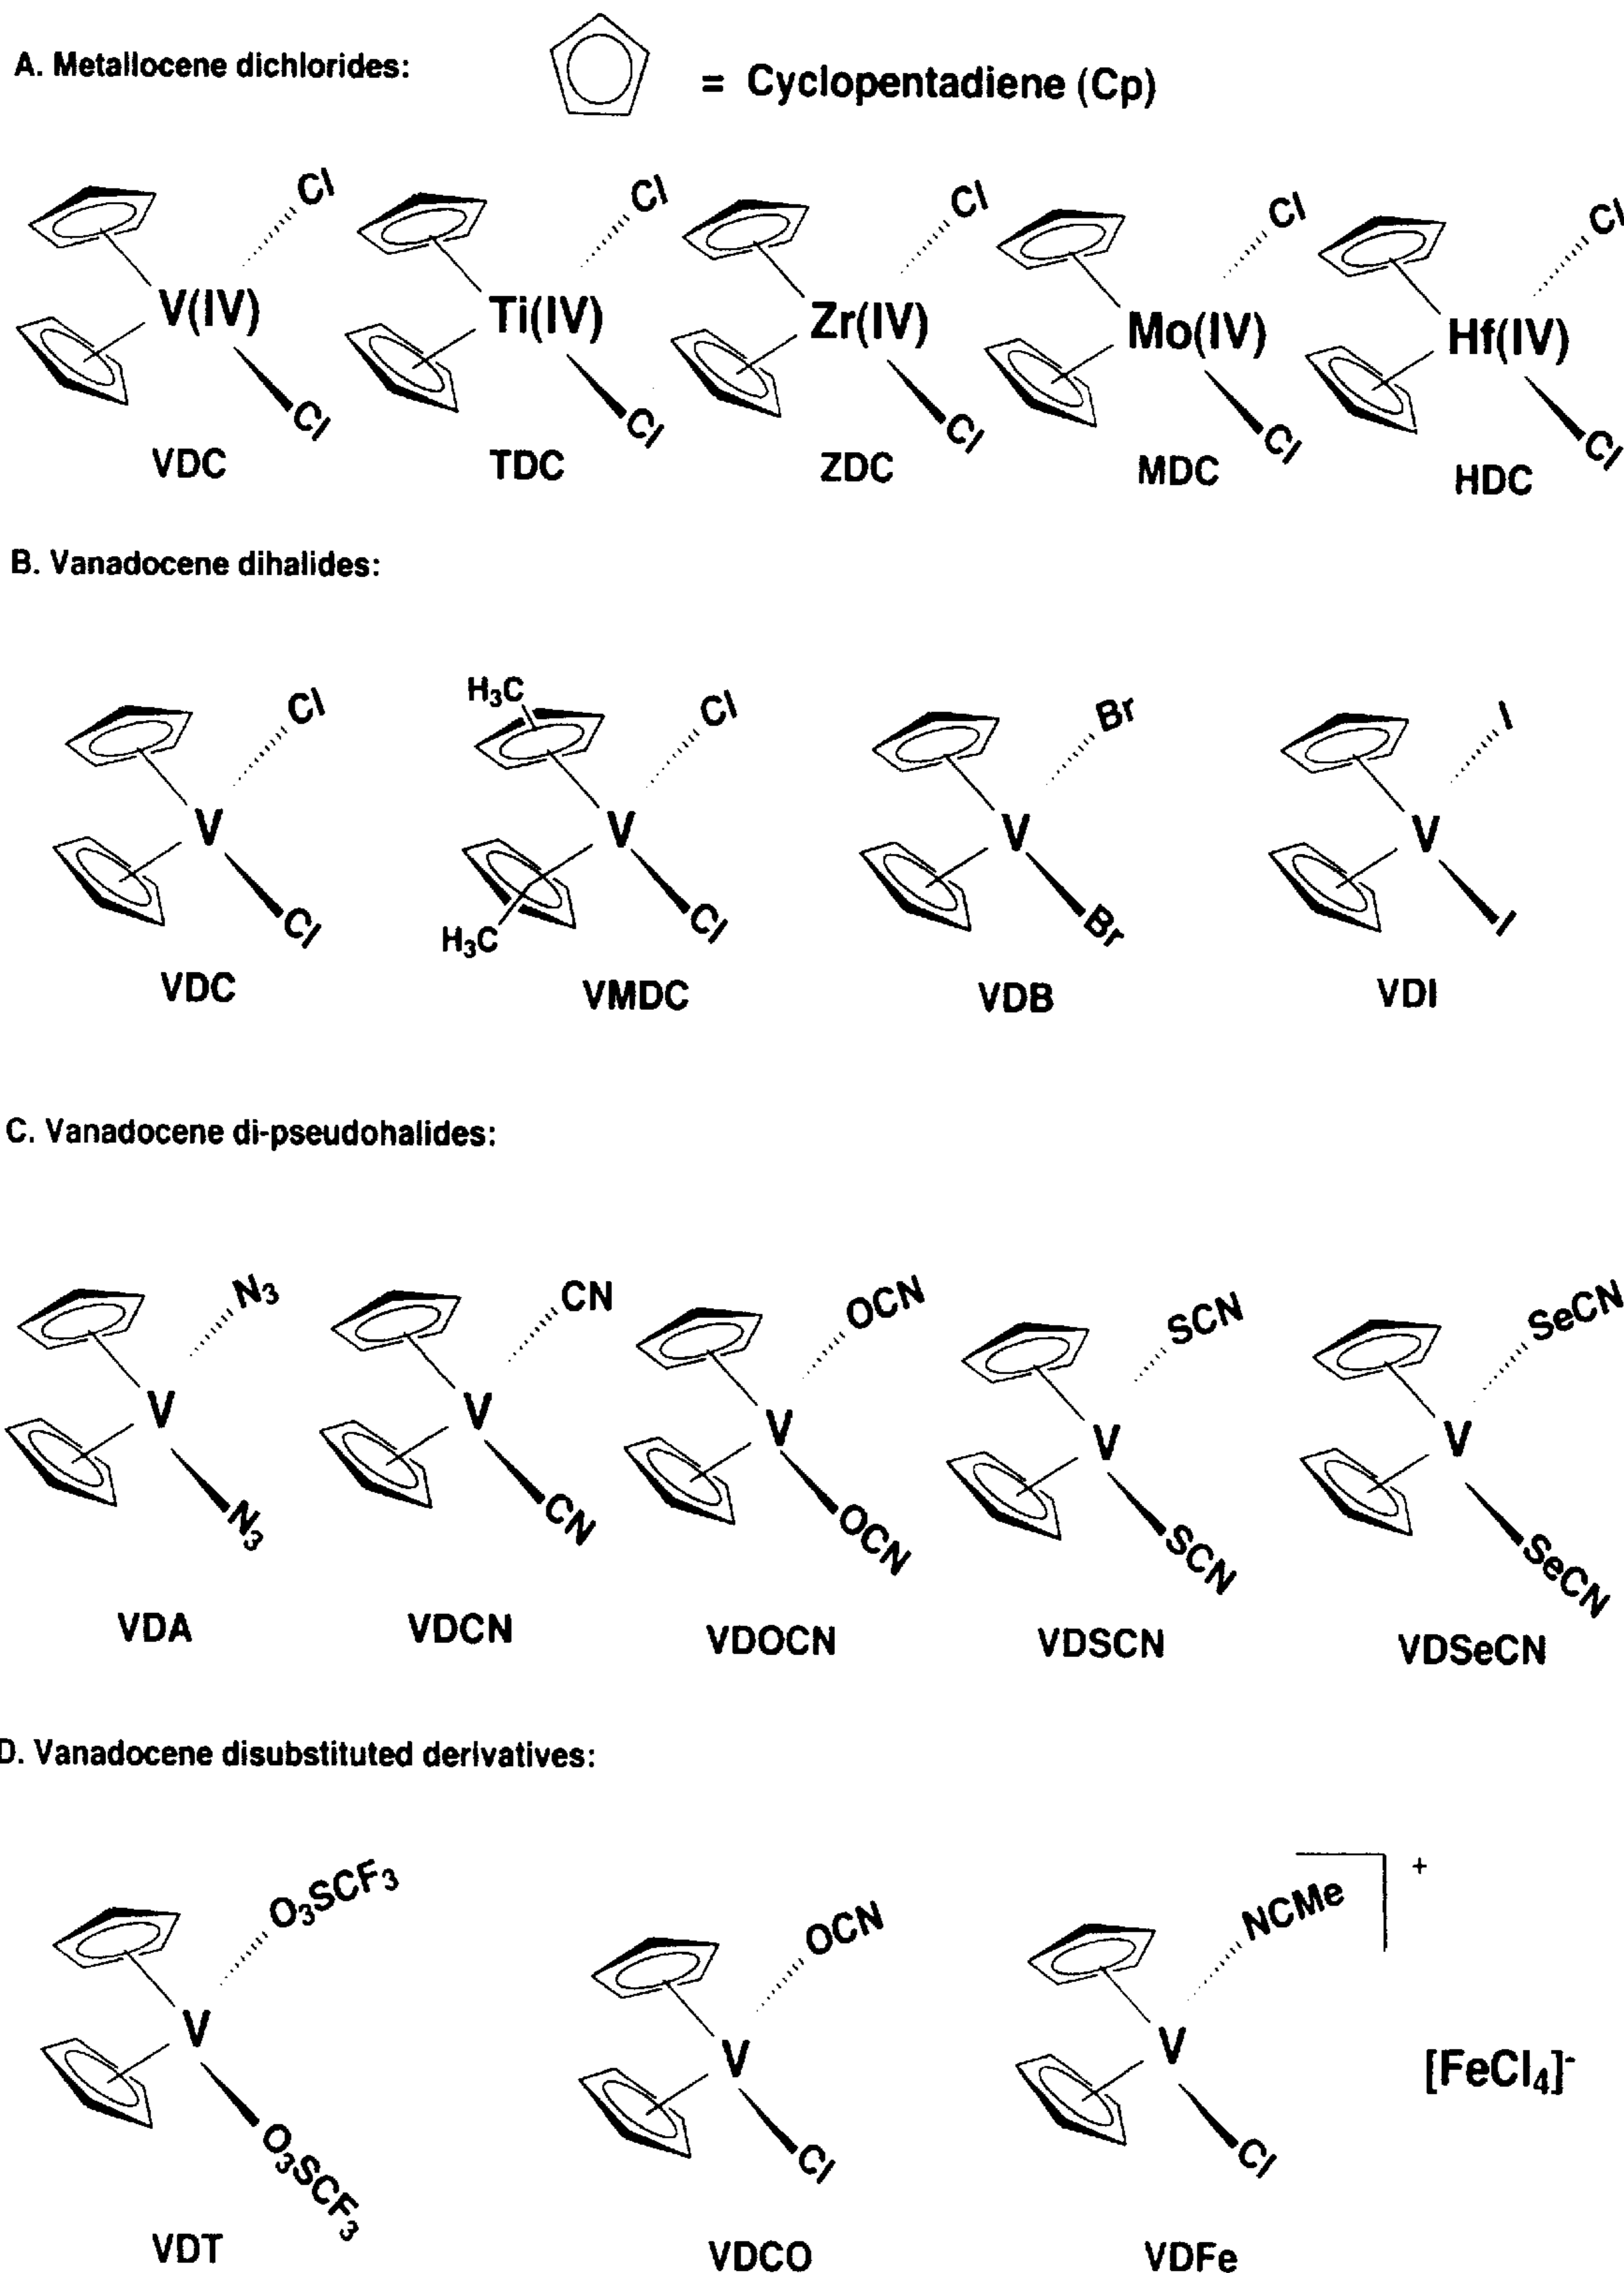 A. Metallocene dichlorides:
= Cyclopentadiene (Cp)
Cl Cl Cl Cl Cl
V(IV) Ti(IV) Zr(IV) Mo(IV) Hf(IV)
Cl Cl Cl Cl Cl
VDC TDC ZDC MDC HDC
B. Vanadocene dihalides:
Cl H3C Cl Br I
V V V V
Cl H3C Cl Br I
VDC VMDC VDB VDI
C. Vanadocene di-pseudohalides:
N3 CN OCN SCN SeCN
V V V V V
N3 CN OCN SCN SeCN
VDA VDCN VDOCN VDSCN VDSeCN
D. Vanadocene disubstituted derivatives:
O3SCF3 OCN NCMe +
V V V [FeCl4]-
O3SCF3 Cl Cl
VDT VDCO VDFe